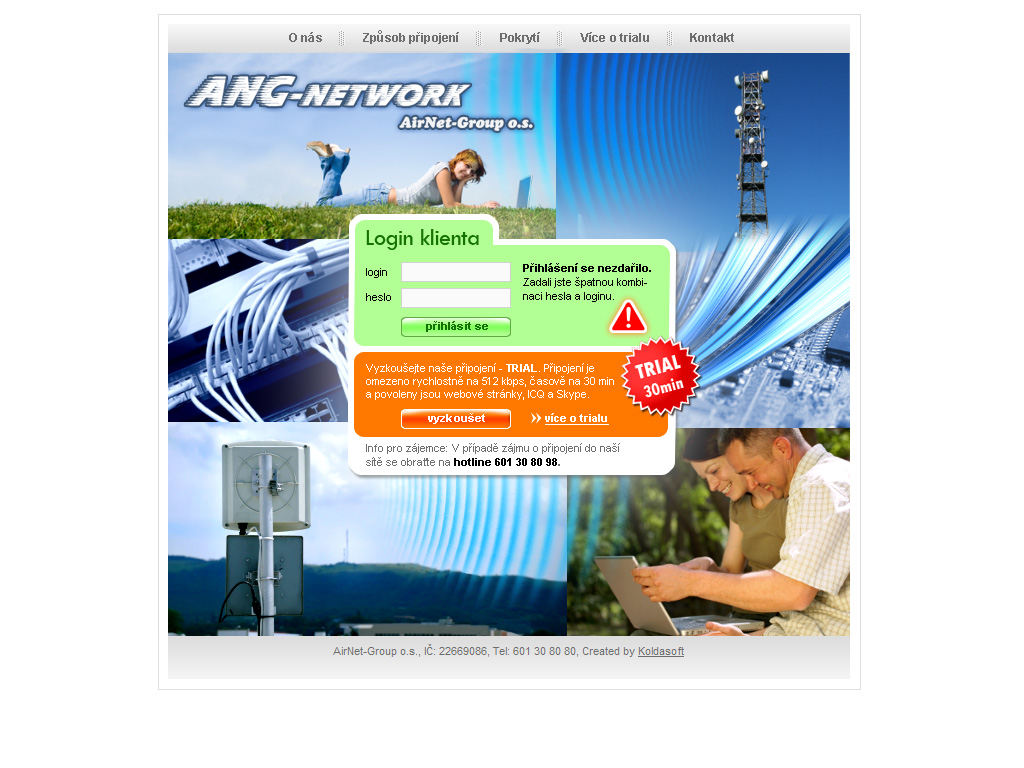 O nás Způsob připojení Pokrytí Více o trialu Kontakt
ANG-NETWORK
AirNet-Group o.s.
Login klienta
login
heslo
přihlásit se
Přihlášení se nezdařilo.
Zadali jste špatnou kombi-
naci hesla a loginu.
Vyzkoušejte naše připojení - TRIAL. Připojení je
omezeno rychlostně na 512 kbps, časově na 30 min
a povoleny jsou webové stránky, ICQ a Skype.
TRIAL
30min
vyzkoušet
více o trialu
Info pro zájemce: V případě zájmu o připojení do naší
sítě se obraťte na hotline 601 30 80 98.
AirNet-Group o.s., IČ: 22669086, Tel: 601 30 80 80, Created by Koldasoft